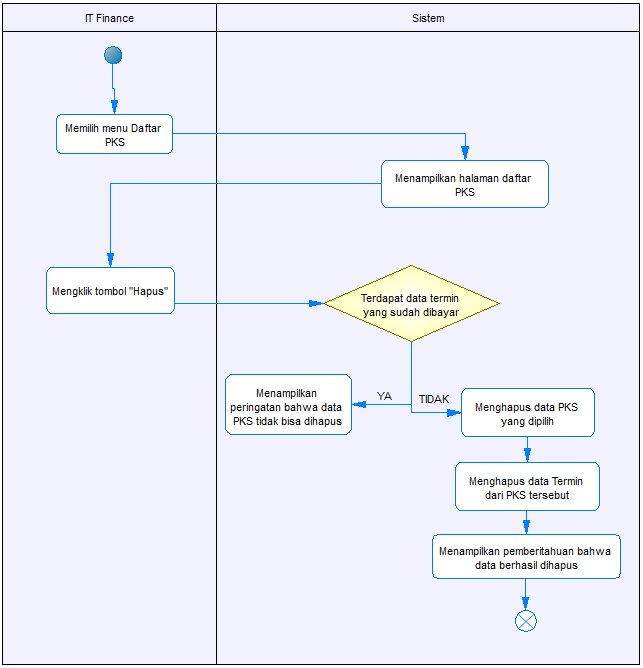 IT Finance
Sistem
Memilih menu Daftar
PKS
Menampilkan halaman daftar
PKS
Mengklik tombol "Hapus"
Terdapat data termin
yang sudah dibayar
YA
TIDAK
Menampilkan
peringatan bahwa data
PKS tidak bisa dihapus
Menghapus data PKS
yang dipilih
Menghapus data Termin
dari PKS tersebut
Menampilkan pemberitahuan bahwa
data berhasil dihapus